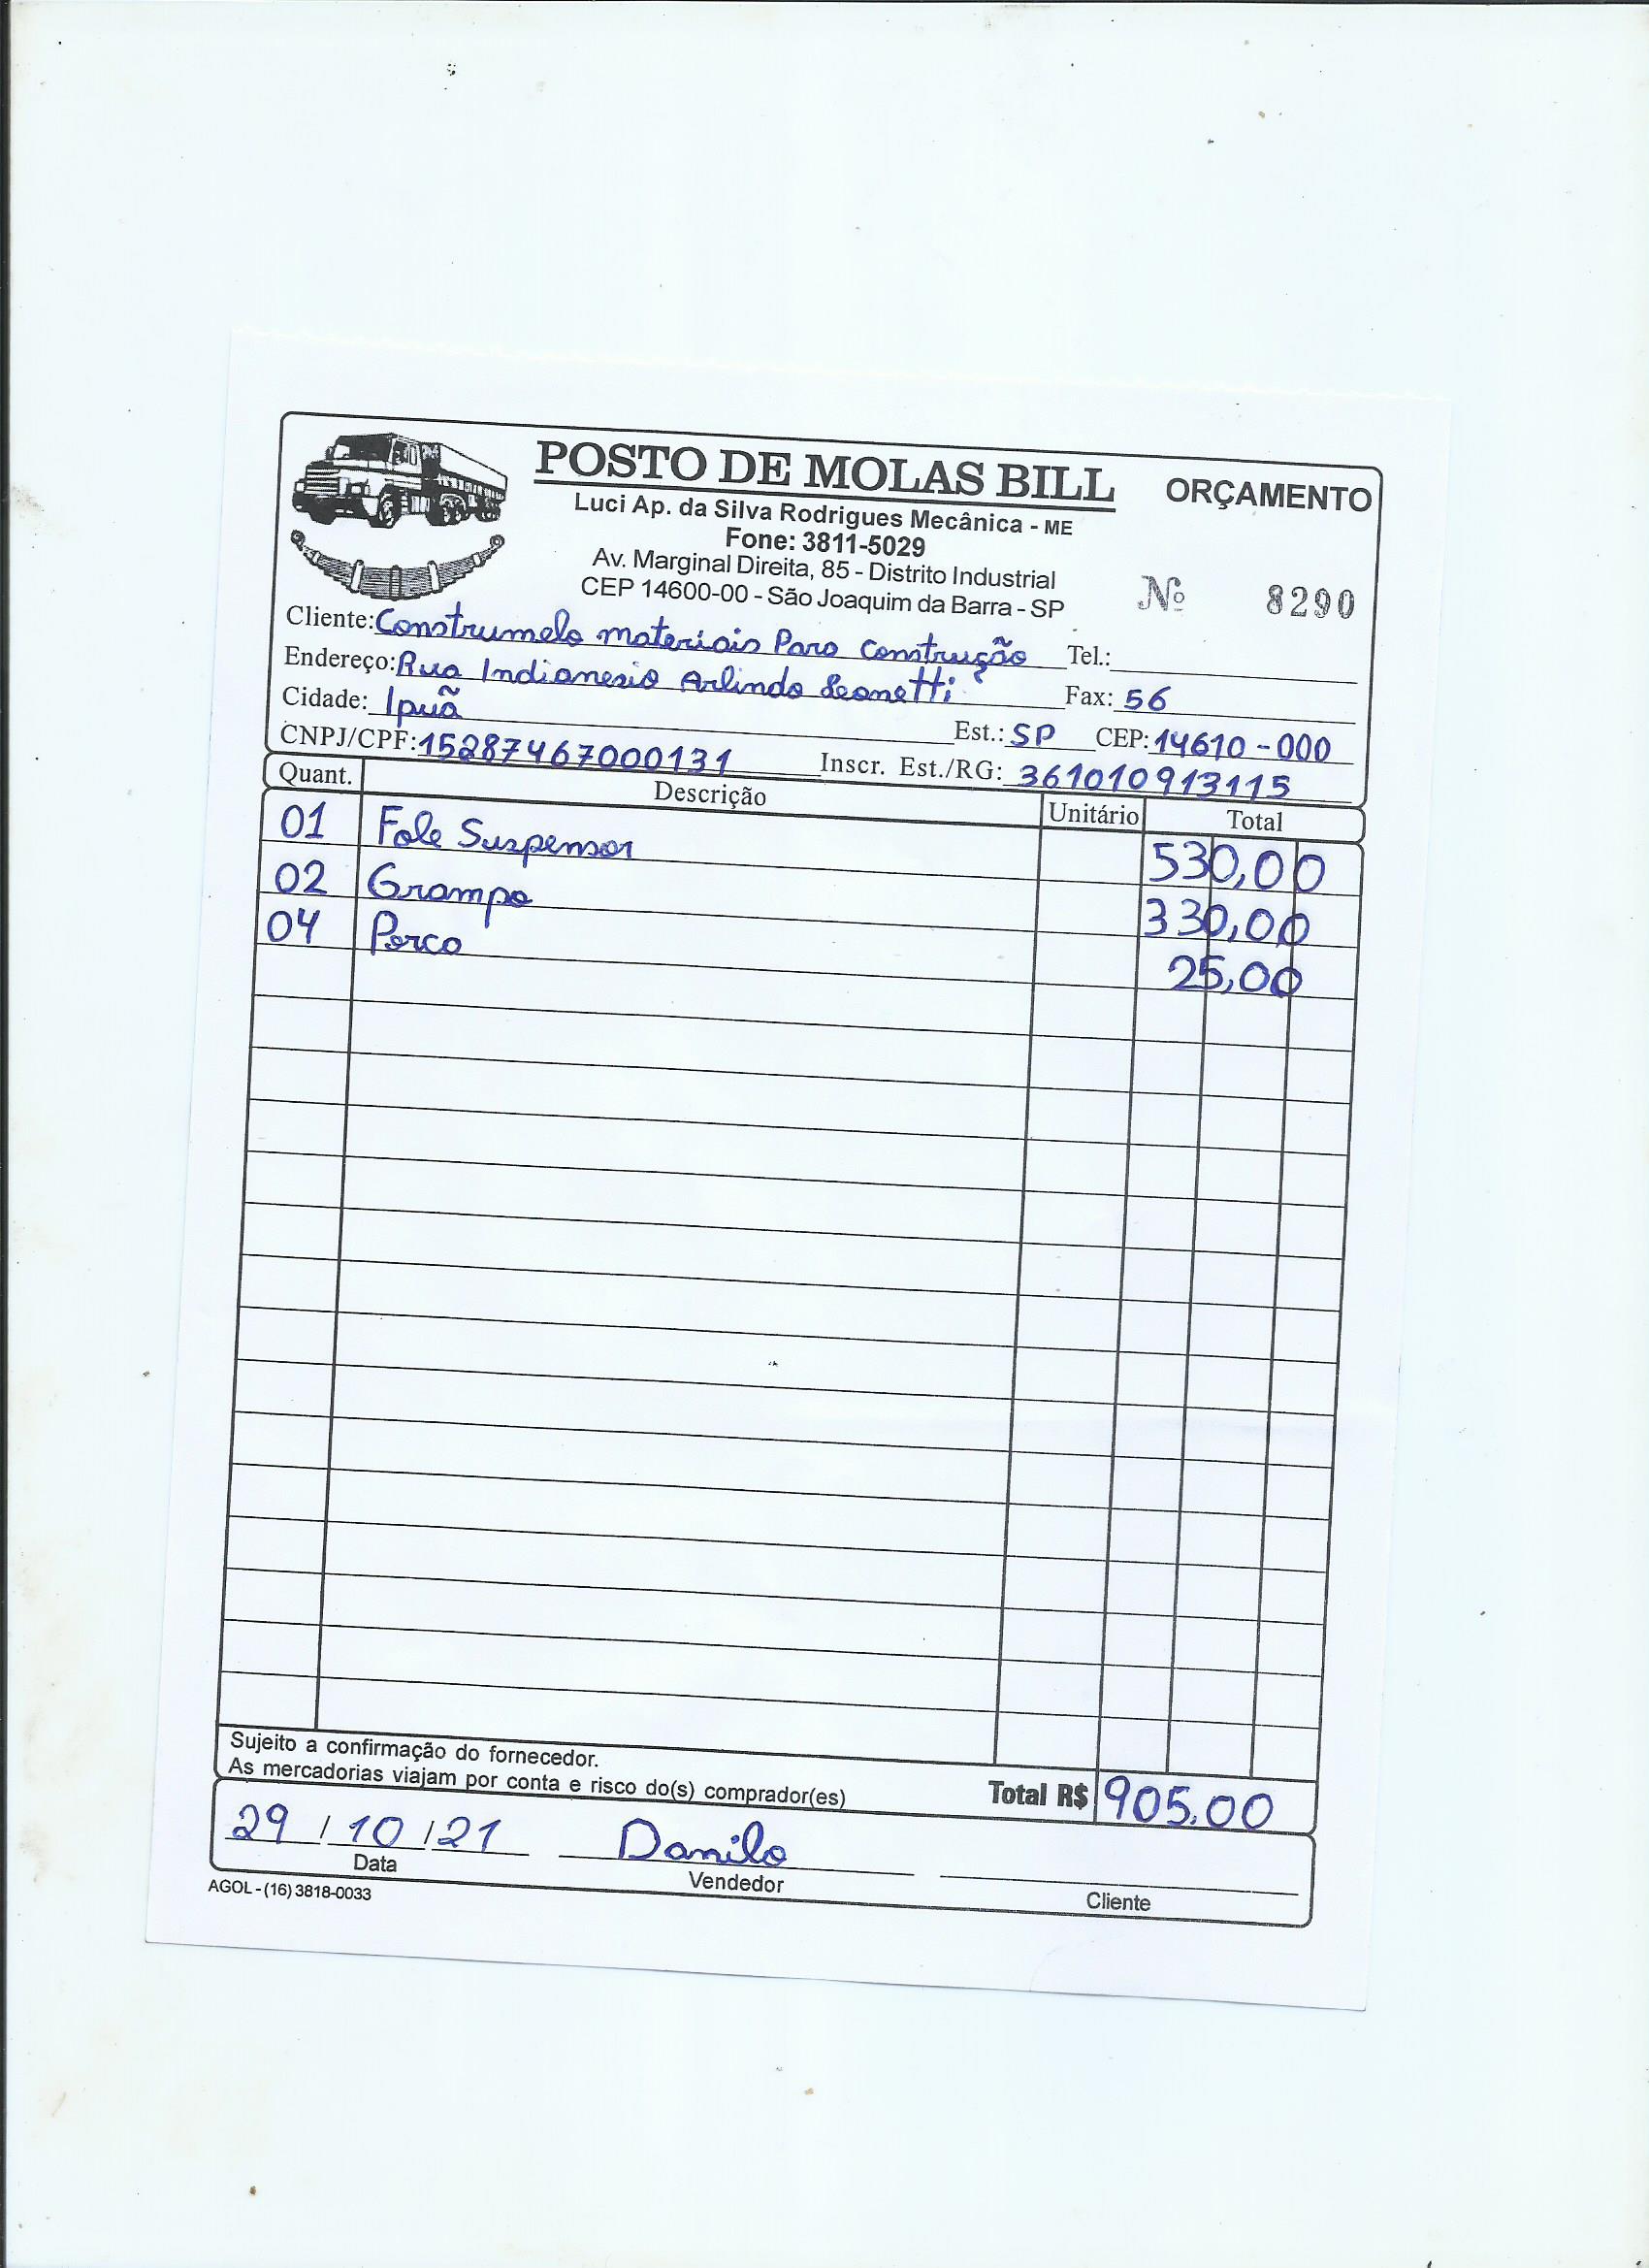 POSTO DE MOLAS BILL ORÇAMENTO
Luci Ap. da Silva Rodrigues Mecânica - ME
Fone: 3811-5029
Av. Marginal Direita, 85 - Distrito Industrial
CEP 14600-00 - São Joaquim da Barra - SP
Nº 8290
Cliente: Construmelo materiais Para Construção Tel.:
Endereço: Rua Indianesio Arlindo Leonetti Fax: 56
Cidade: Ipuã Est.: SP CEP: 14610-000
CNPJ/CPF: 15287467000131 Inscr. Est./RG: 361010913115
Quant. Descrição Unitário Total
01 Fole Suspensor 530,00
02 Grampo 330,00
04 Porca 25,00
Sujeito a confirmação do fornecedor.
As mercadorias viajam por conta e risco do(s) comprador(es) Total R$ 905,00
29 / 10 / 21 Danilo
Data Vendedor Cliente
AGOL - (16) 3818-0033